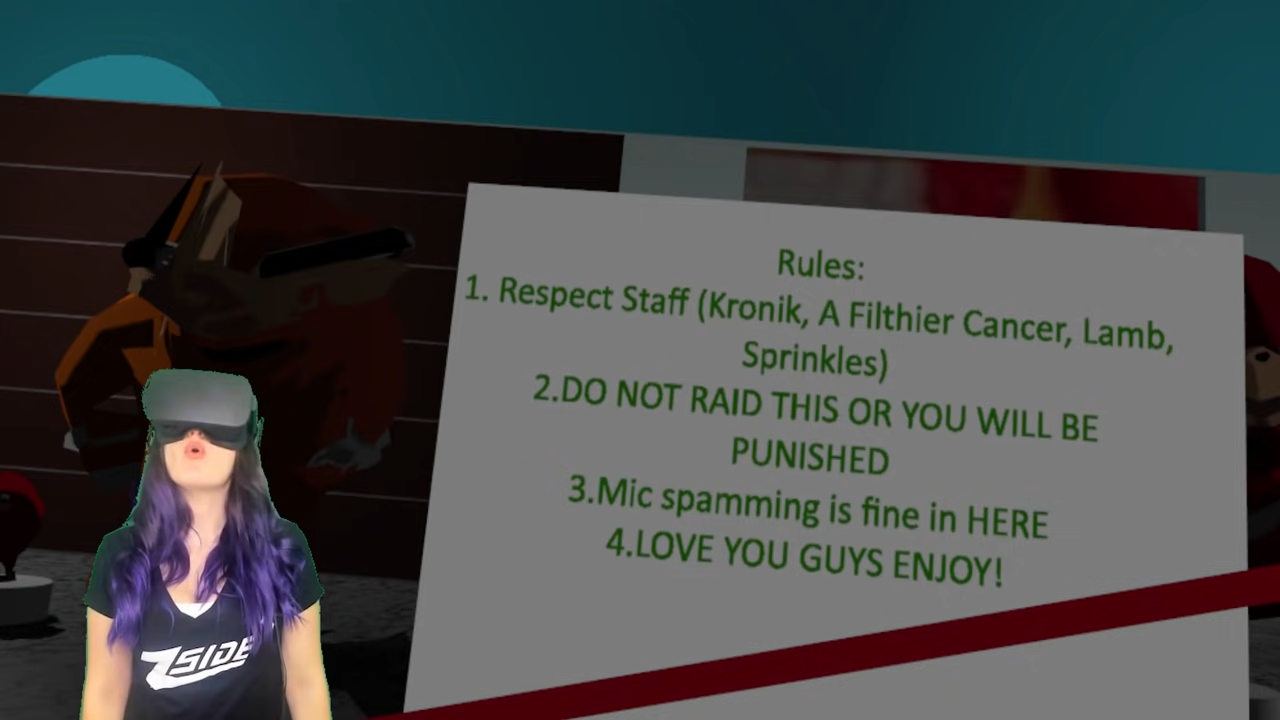 Rules:
1. Respect Staff (Kronik, A Filthier Cancer, Lamb,
Sprinkles)
2.DO NOT RAID THIS OR YOU WILL BE
PUNISHED
3.Mic spamming is fine in HERE
4.LOVE YOU GUYS ENJOY!
ZSIDE